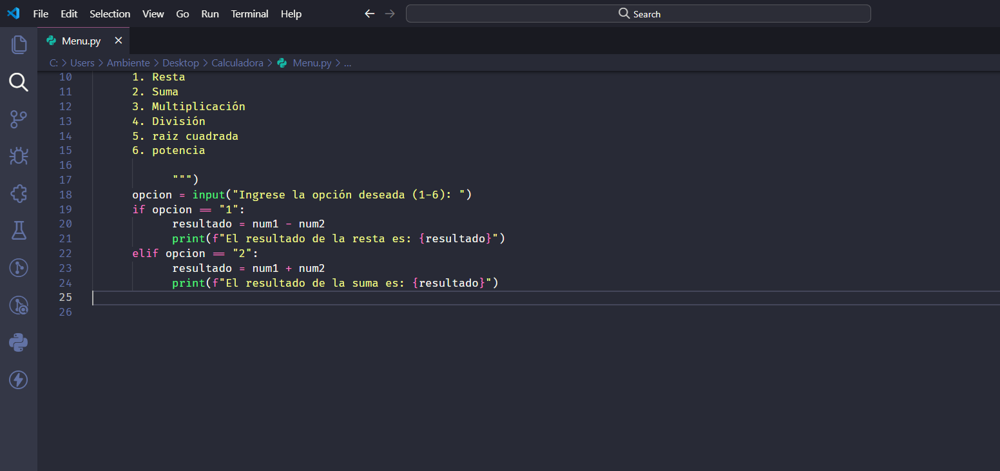 File Edit Selection View Go Run Terminal Help Search
Menu.py
C: > Users > Ambiente > Desktop > Calculadora > Menu.py > ...
10 1. Resta
11 2. Suma
12 3. Multiplicación
13 4. División
14 5. raiz cuadrada
15 6. potencia
16
17 """)
18 opcion = input("Ingrese la opción deseada (1-6): ")
19 if opcion == "1":
20 resultado = num1 - num2
21 print(f"El resultado de la resta es: {resultado}")
22 elif opcion == "2":
23 resultado = num1 + num2
24 print(f"El resultado de la suma es: {resultado}")
25
26